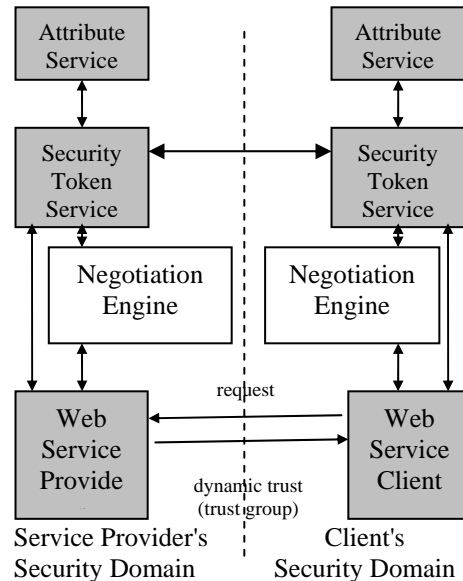 Attribute
Service
Attribute
Service
Security
Token
Service
Security
Token
Service
Negotiation
Engine
Negotiation
Engine
request
Web
Service
Provide
Web
Service
Client
dynamic trust
(trust group)
Service Provider's
Security Domain
Client's
Security Domain